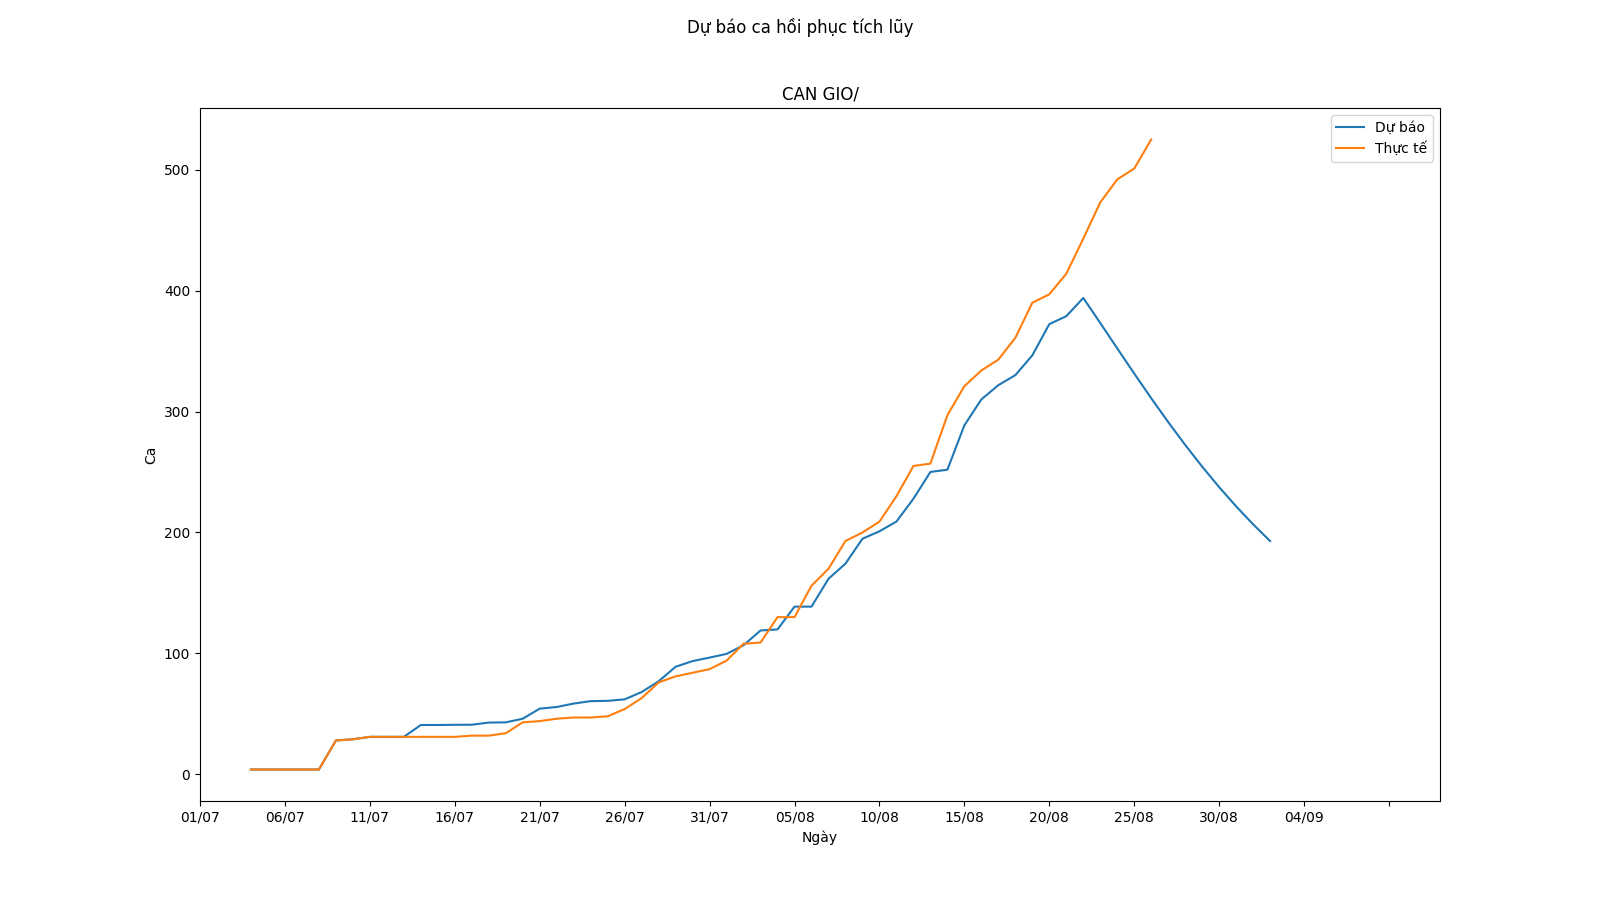 Dự báo ca hồi phục tích lũy
CAN GIO/
Dự báo
Thực tế
500
400
300
200
100
0
Ca
01/07 06/07 11/07 16/07 21/07 26/07 31/07 05/08 10/08 15/08 20/08 25/08 30/08 04/09
Ngày